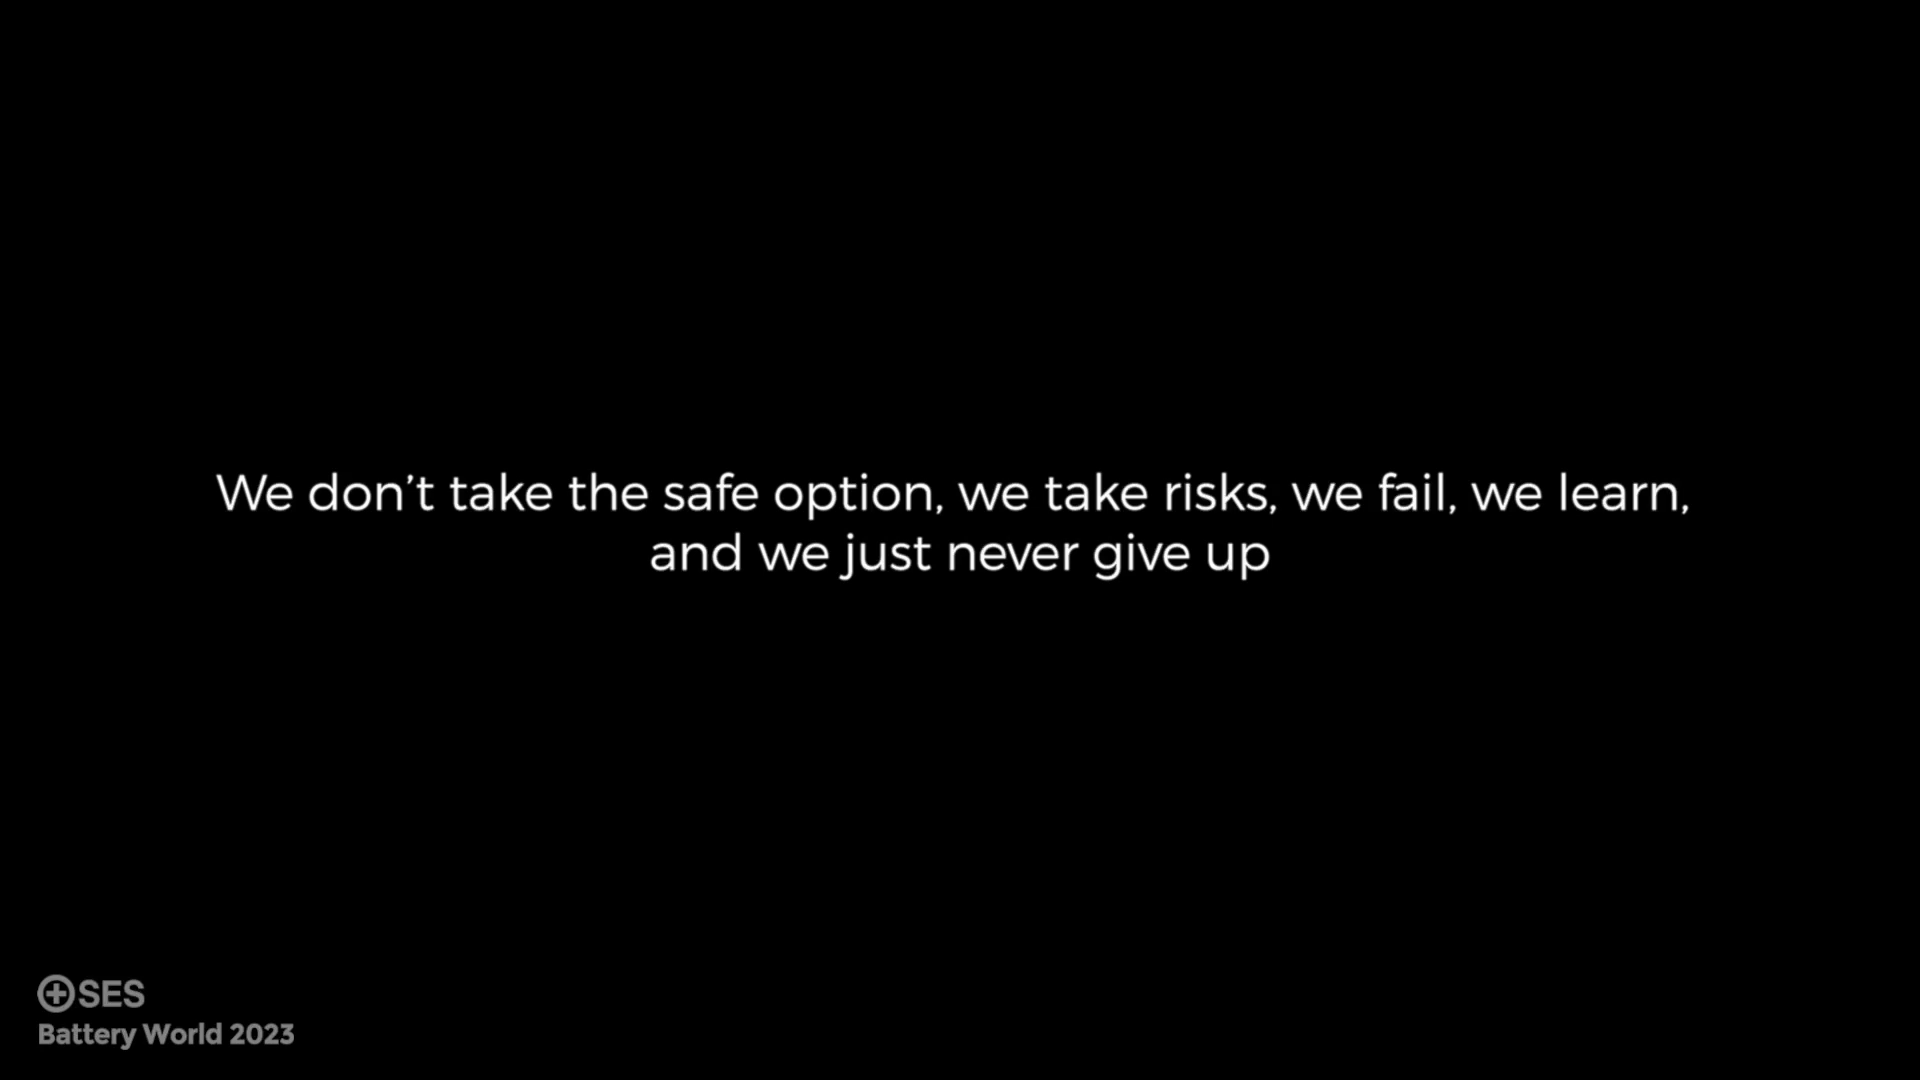 We don’t take the safe option, we take risks, we fail, we learn,
and we just never give up
SES
Battery World 2023